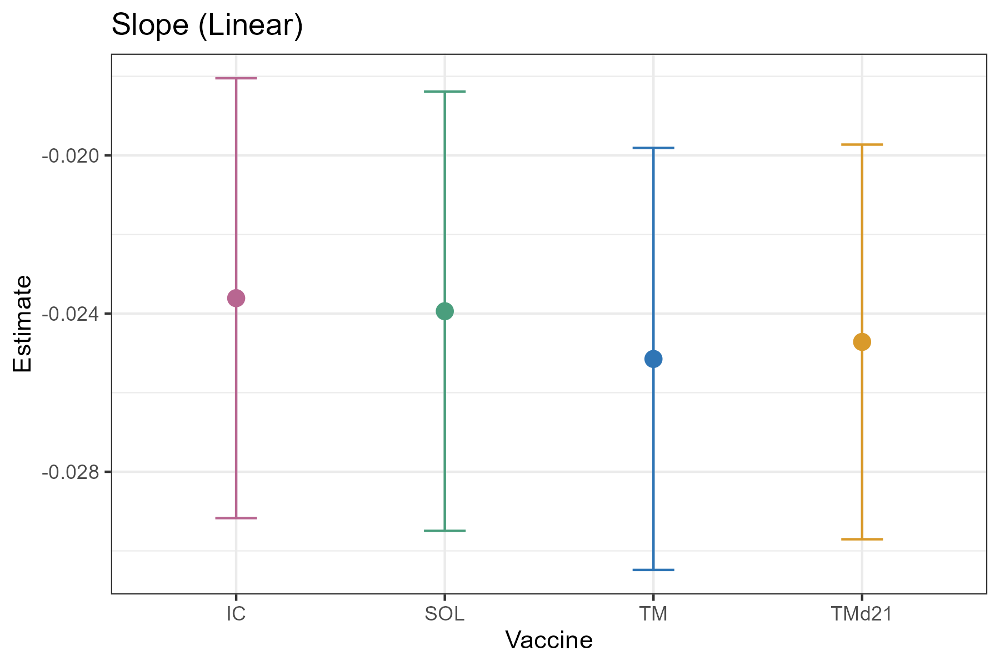 Slope (Linear)
Estimate
-0.020
-0.024
-0.028
IC
SOL
TM
TMd21
Vaccine